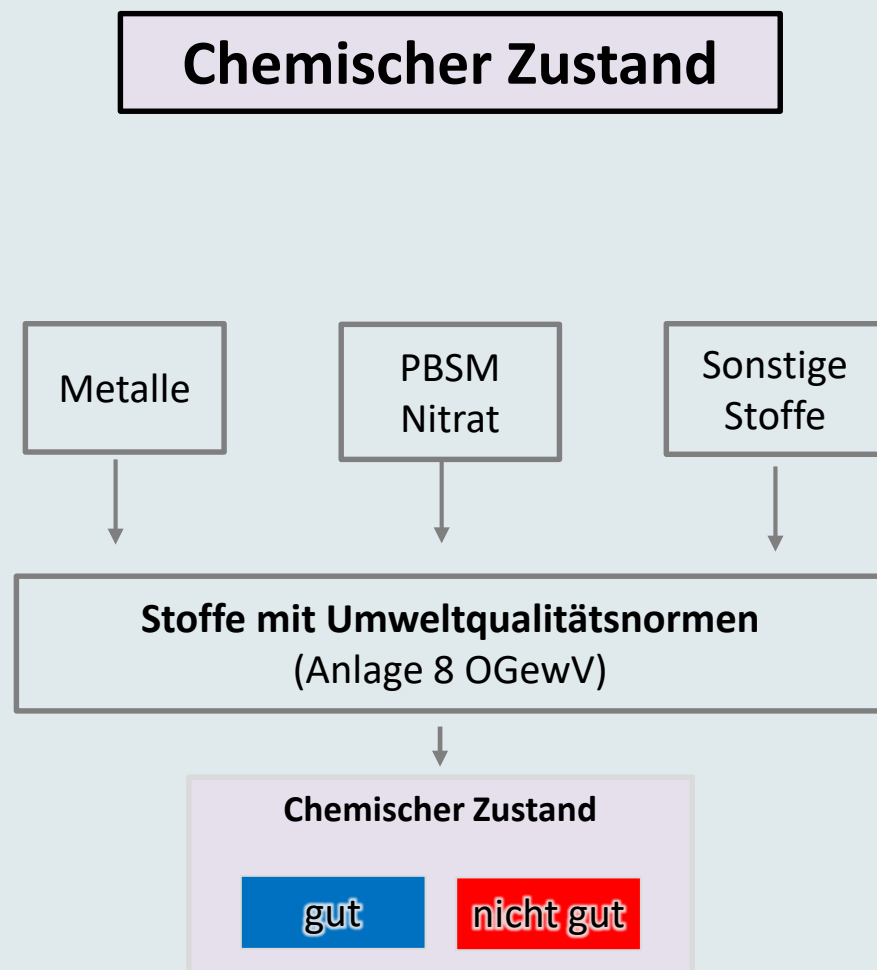 Chemischer Zustand
Metalle
PBSM
Nitrat
Sonstige
Stoffe
Stoffe mit Umweltqualitätsnormen
(Anlage 8 OGewV)
Chemischer Zustand
gut
nicht gut